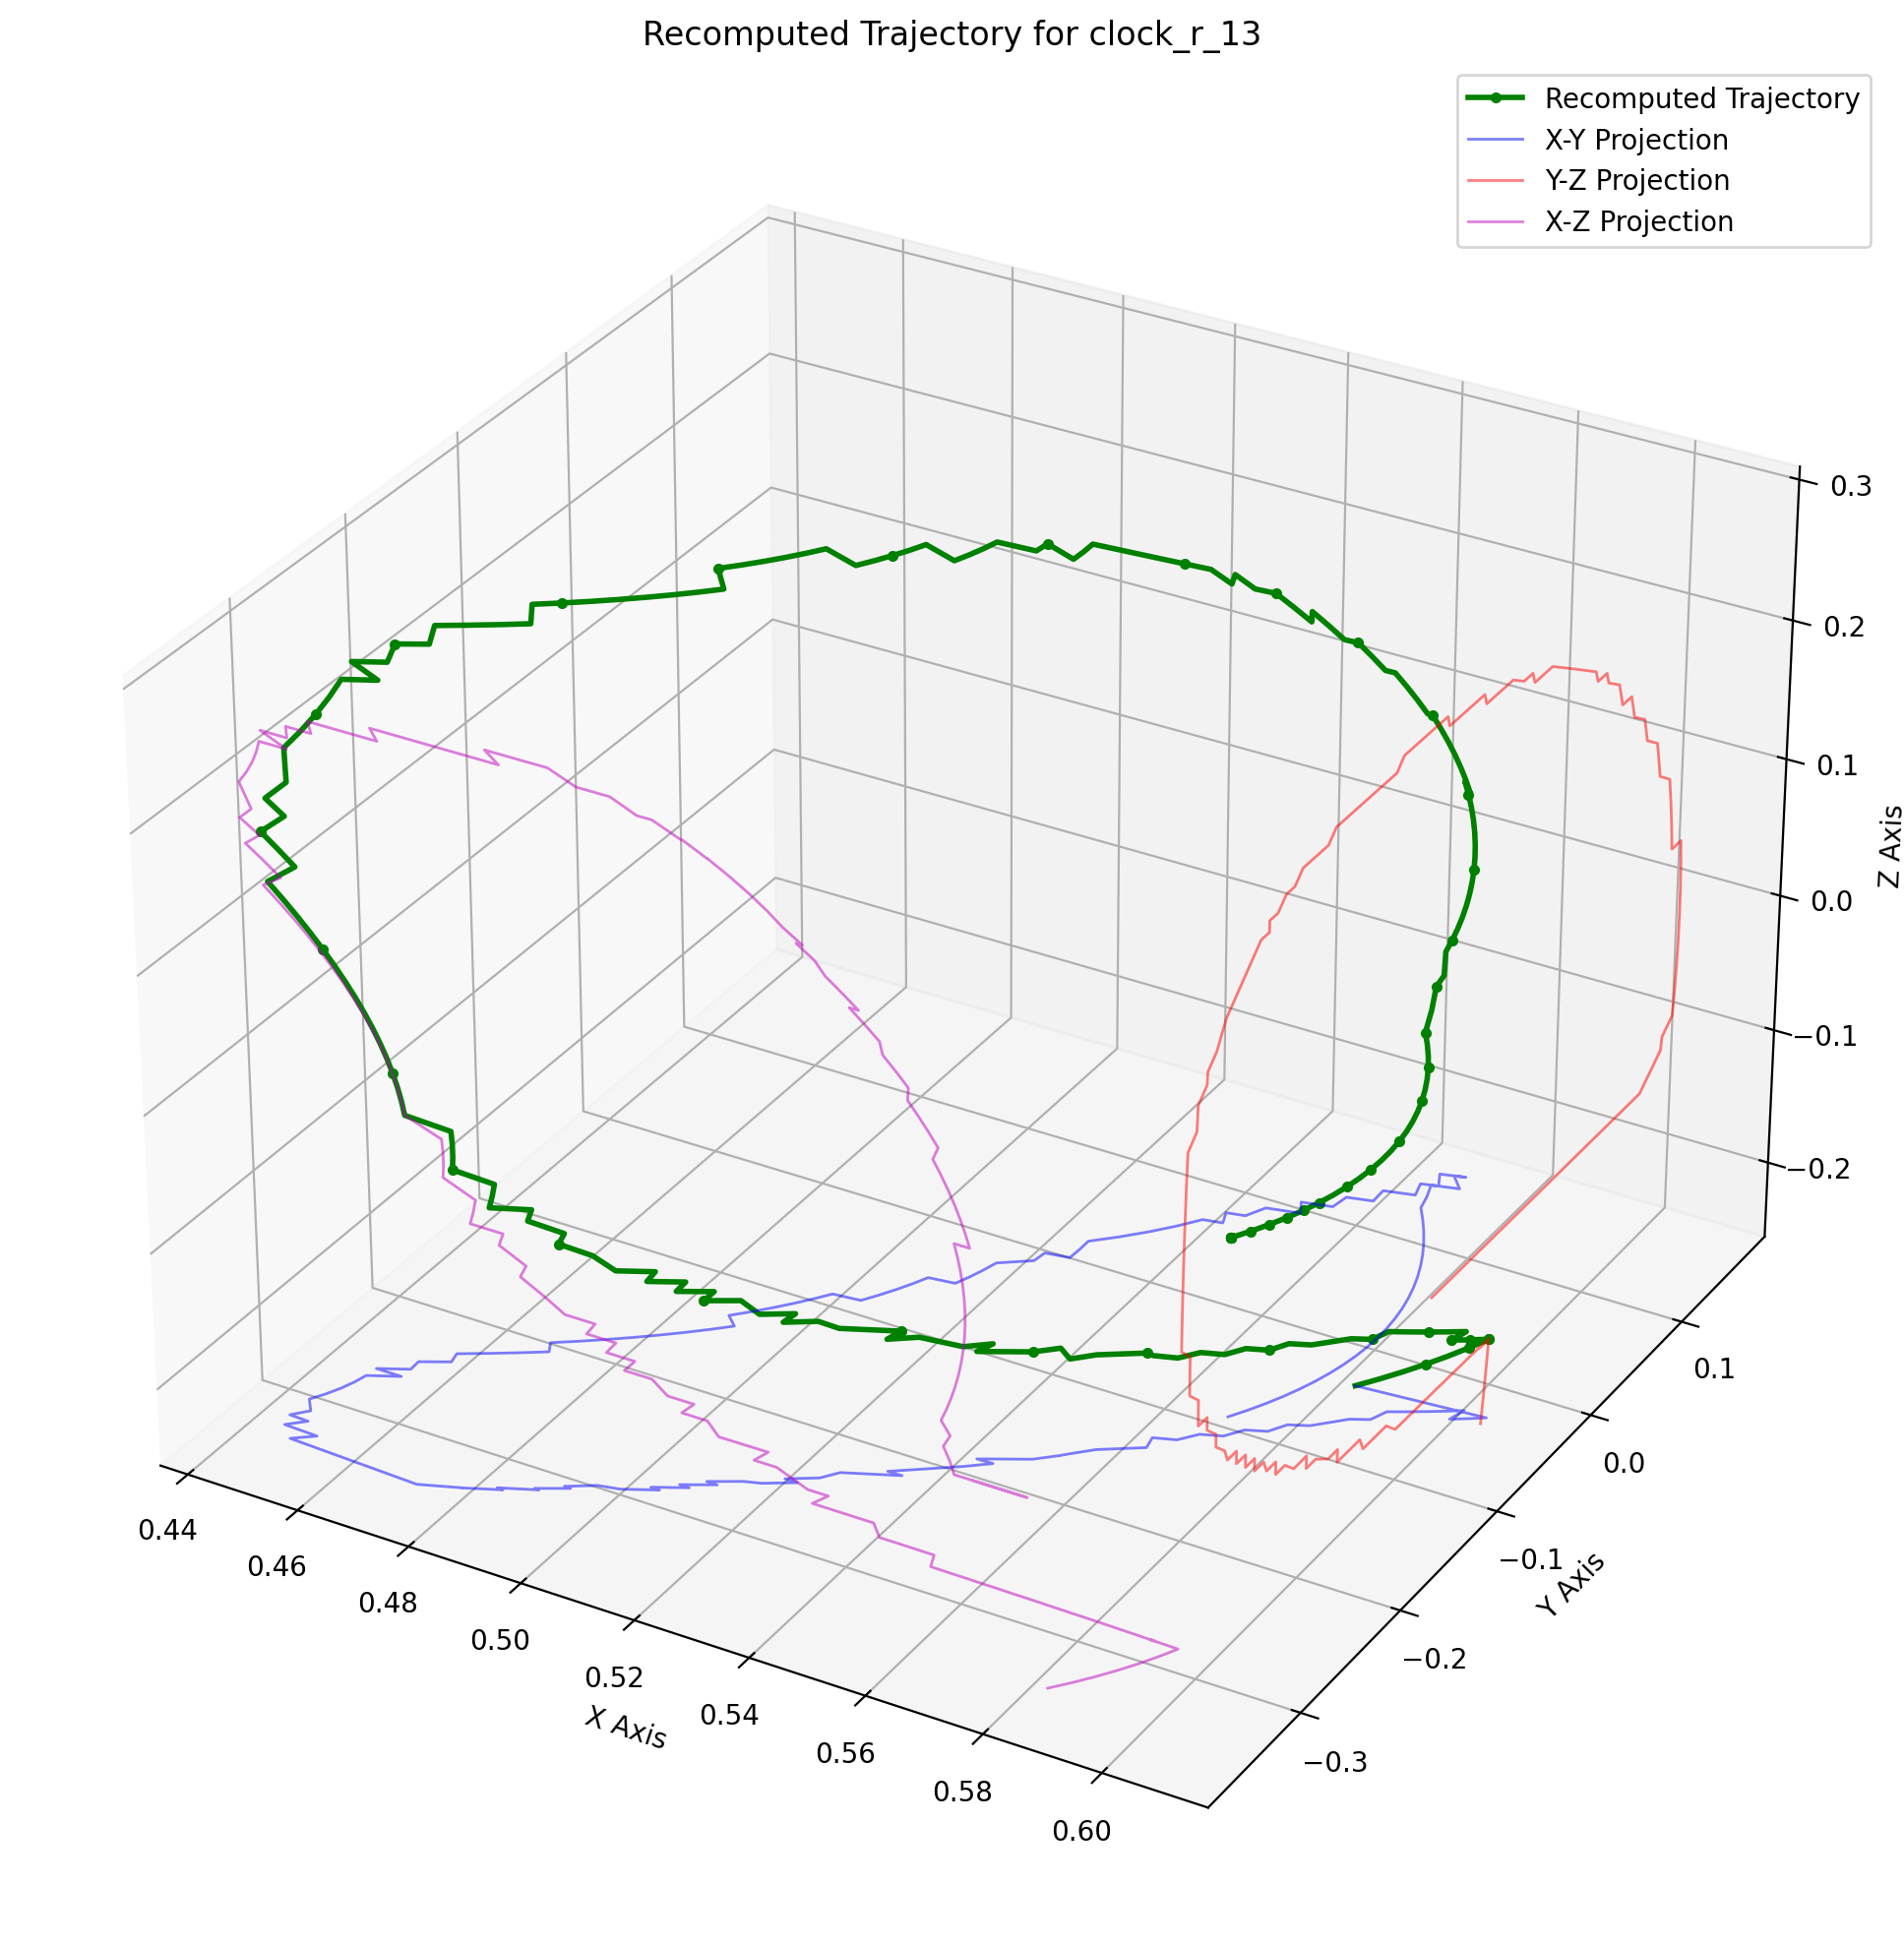 Recomputed Trajectory for clock_r_13
Recomputed Trajectory
X-Y Projection
Y-Z Projection
X-Z Projection
0.3
0.2
0.1
0.0
−0.1
−0.2
Z Axis
0.1
0.0
−0.1
−0.2
−0.3
Y Axis
0.44
0.46
0.48
0.50
0.52
0.54
0.56
0.58
0.60
X Axis